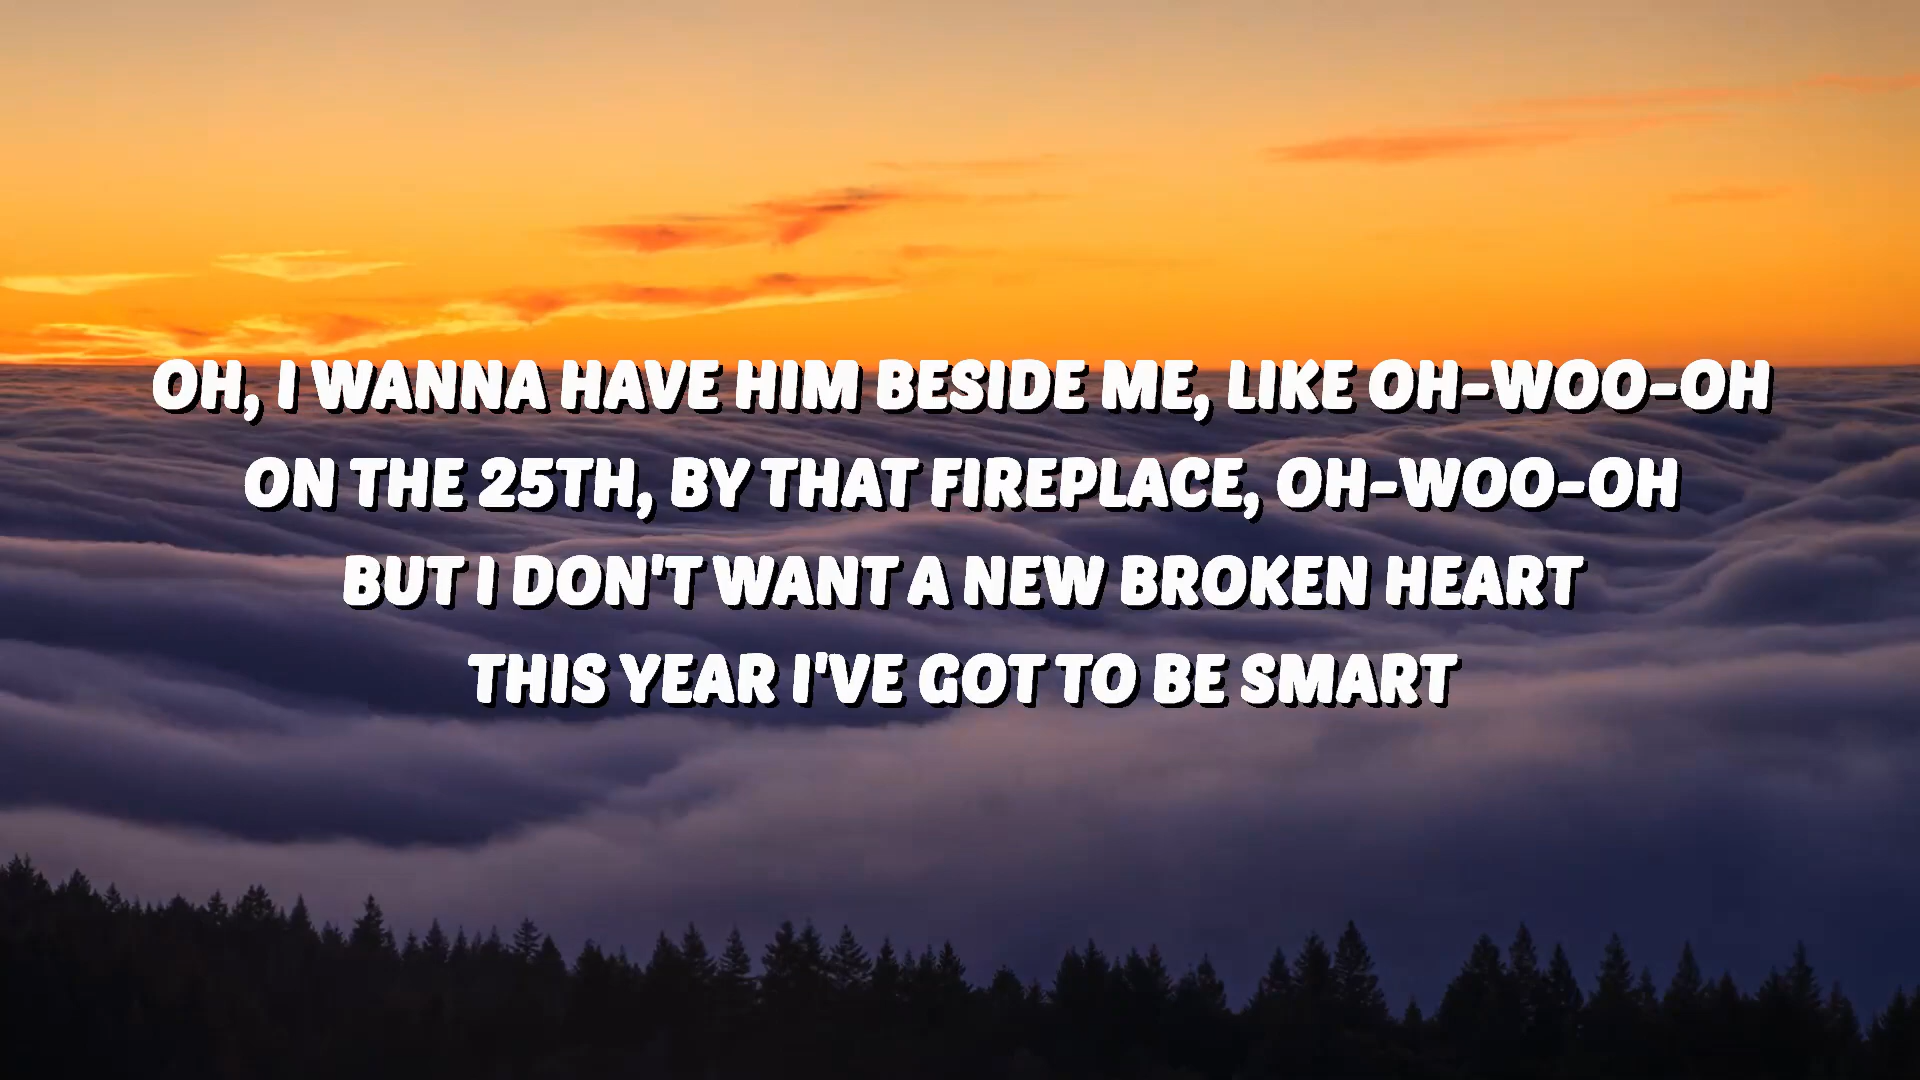 OH, I WANNA HAVE HIM BESIDE ME, LIKE OH-WOO-OH
ON THE 25TH, BY THAT FIREPLACE, OH-WOO-OH
BUT I DON'T WANT A NEW BROKEN HEART
THIS YEAR I'VE GOT TO BE SMART